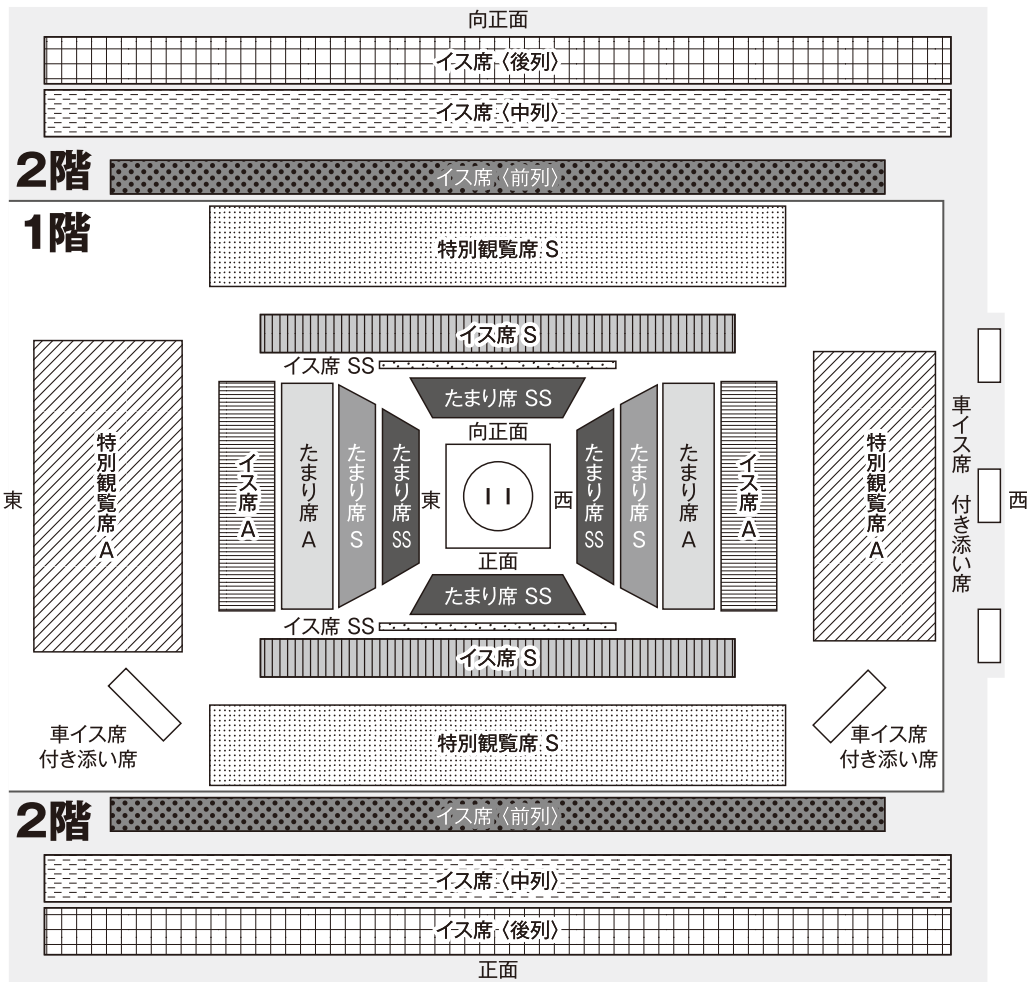 向正面
イス席〈後列〉
イス席〈中列〉
2階
イス席〈前列〉
1階
特別観覧席 S
イス席 S
イス席 SS
たまり席 SS
向正面
東
特別観覧席 A
イス席 A
たまり席 A
たまり席 S
たまり席 SS
東
西
たまり席 SS
たまり席 S
たまり席 A
イス席 A
特別観覧席 A
車イス席 付き添い席
西
正面
たまり席 SS
イス席 SS
イス席 S
車イス席
付き添い席
特別観覧席 S
車イス席
付き添い席
2階
イス席〈前列〉
イス席〈中列〉
イス席〈後列〉
正面